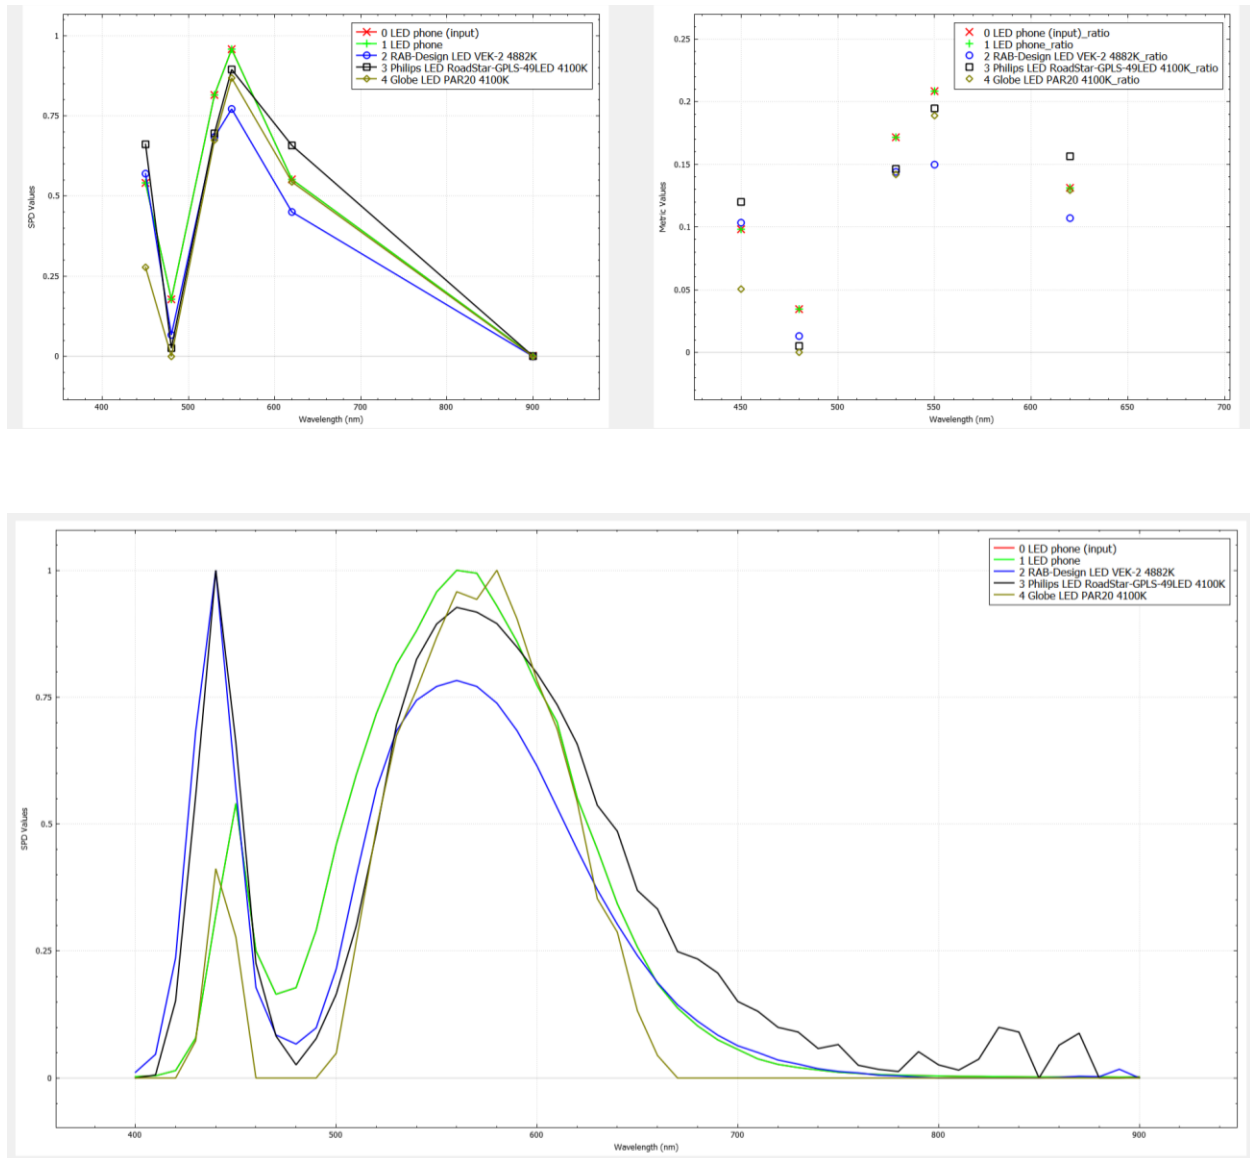 0 LED phone (input)
1 LED phone
2 RAB-Design LED VEK-2 4882K
3 Philips LED RoadStar-GPLS-49LED 4100K
4 Globe LED PAR20 4100K
SPD Values
1
0.75
0.5
0.25
0
400 500 600 700 800 900
Wavelength (nm)
0 LED phone (input)_ratio
1 LED phone_ratio
2 RAB-Design LED VEK-2 4882K_ratio
3 Philips LED RoadStar-GPLS-49LED 4100K_ratio
4 Globe LED PAR20 4100K_ratio
Metric Values
0.25
0.2
0.15
0.1
0.05
0
450 500 550 600 650 700
Wavelength (nm)
0 LED phone (input)
1 LED phone
2 RAB-Design LED VEK-2 4882K
3 Philips LED RoadStar-GPLS-49LED 4100K
4 Globe LED PAR20 4100K
SPD Values
1
0.75
0.5
0.25
0
400 500 600 700 800 900
Wavelength (nm)